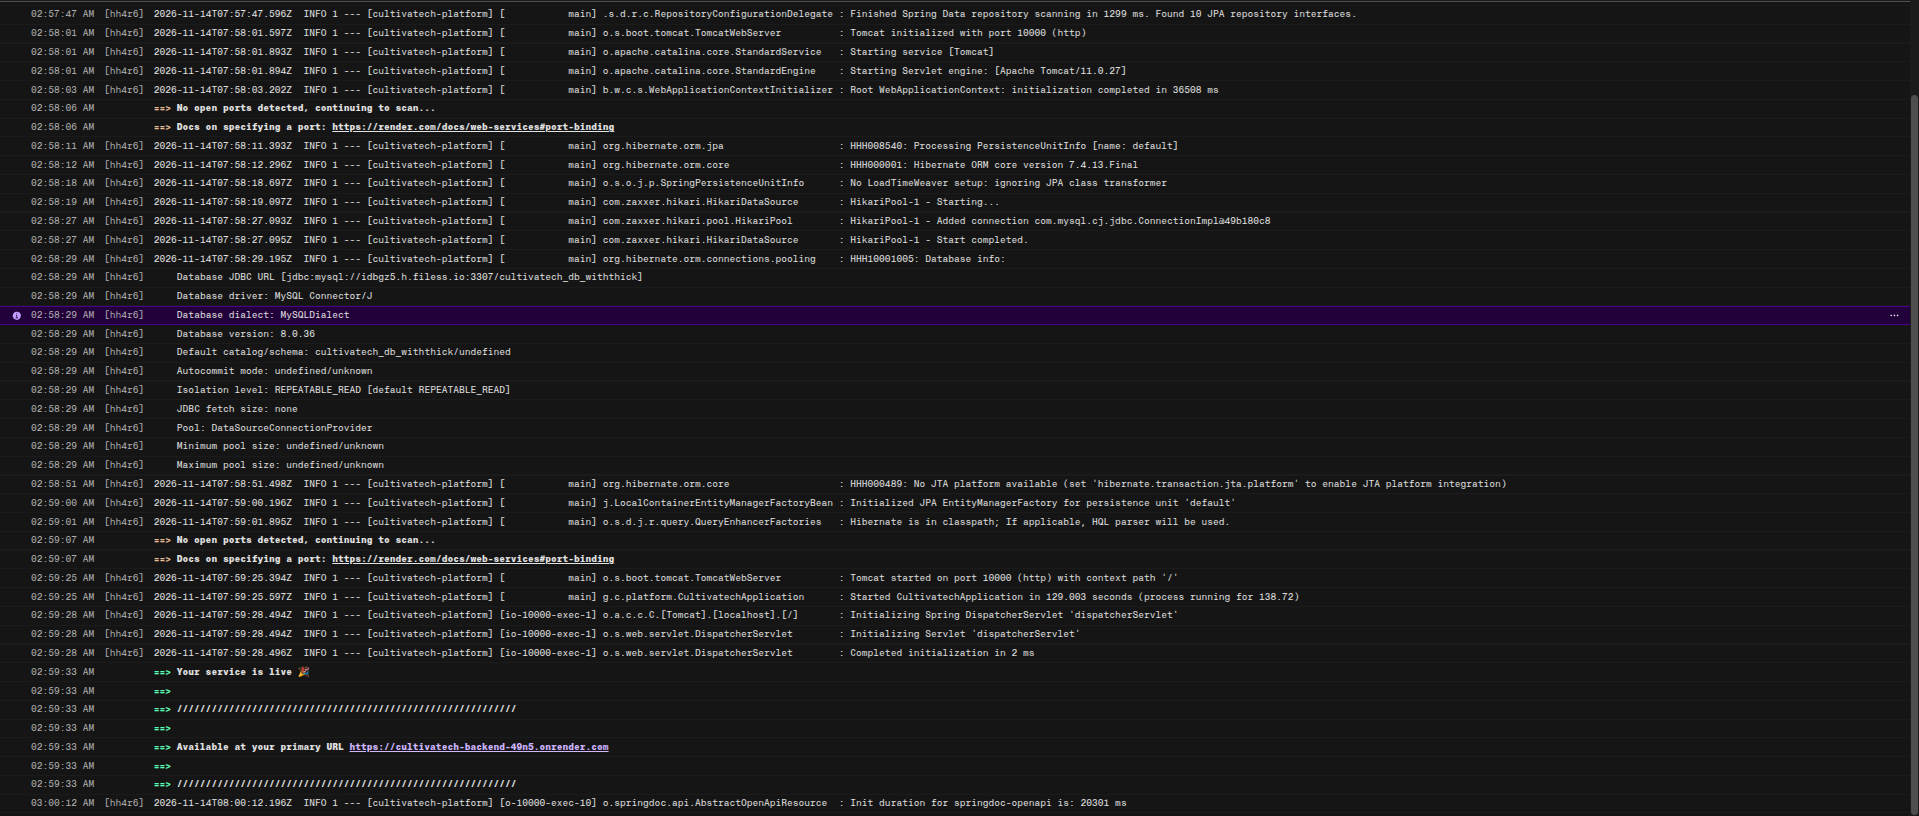 02:57:47 AM [hh4r6] 2026-11-14T07:57:47.596Z INFO 1 --- [cultivatech-platform] [ main] .s.d.r.c.RepositoryConfigurationDelegate : Finished Spring Data repository scanning in 1299 ms. Found 10 JPA repository interfaces.
02:58:01 AM [hh4r6] 2026-11-14T07:58:01.597Z INFO 1 --- [cultivatech-platform] [ main] o.s.boot.tomcat.TomcatWebServer : Tomcat initialized with port 10000 (http)
02:58:01 AM [hh4r6] 2026-11-14T07:58:01.893Z INFO 1 --- [cultivatech-platform] [ main] o.apache.catalina.core.StandardService : Starting service [Tomcat]
02:58:01 AM [hh4r6] 2026-11-14T07:58:01.894Z INFO 1 --- [cultivatech-platform] [ main] o.apache.catalina.core.StandardEngine : Starting Servlet engine: [Apache Tomcat/11.0.27]
02:58:03 AM [hh4r6] 2026-11-14T07:58:03.202Z INFO 1 --- [cultivatech-platform] [ main] b.w.c.s.WebApplicationContextInitializer : Root WebApplicationContext: initialization completed in 36508 ms
02:58:06 AM ==> No open ports detected, continuing to scan...
02:58:06 AM ==> Docs on specifying a port: https://render.com/docs/web-services#port-binding
02:58:11 AM [hh4r6] 2026-11-14T07:58:11.393Z INFO 1 --- [cultivatech-platform] [ main] org.hibernate.orm.jpa : HHH008540: Processing PersistenceUnitInfo [name: default]
02:58:12 AM [hh4r6] 2026-11-14T07:58:12.296Z INFO 1 --- [cultivatech-platform] [ main] org.hibernate.orm.core : HHH000001: Hibernate ORM core version 7.4.13.Final
02:58:18 AM [hh4r6] 2026-11-14T07:58:18.697Z INFO 1 --- [cultivatech-platform] [ main] o.s.o.j.p.SpringPersistenceUnitInfo : No LoadTimeWeaver setup: ignoring JPA class transformer
02:58:19 AM [hh4r6] 2026-11-14T07:58:19.097Z INFO 1 --- [cultivatech-platform] [ main] com.zaxxer.hikari.HikariDataSource : HikariPool-1 - Starting...
02:58:27 AM [hh4r6] 2026-11-14T07:58:27.093Z INFO 1 --- [cultivatech-platform] [ main] com.zaxxer.hikari.pool.HikariPool : HikariPool-1 - Added connection com.mysql.cj.jdbc.ConnectionImpl@49b180c8
02:58:27 AM [hh4r6] 2026-11-14T07:58:27.095Z INFO 1 --- [cultivatech-platform] [ main] com.zaxxer.hikari.HikariDataSource : HikariPool-1 - Start completed.
02:58:29 AM [hh4r6] 2026-11-14T07:58:29.195Z INFO 1 --- [cultivatech-platform] [ main] org.hibernate.orm.connections.pooling : HHH10001005: Database info:
02:58:29 AM [hh4r6] Database JDBC URL [jdbc:mysql://idbgz5.h.filess.io:3307/cultivatech_db_withthick]
02:58:29 AM [hh4r6] Database driver: MySQL Connector/J
02:58:29 AM [hh4r6] Database dialect: MySQLDialect ...
02:58:29 AM [hh4r6] Database version: 8.0.36
02:58:29 AM [hh4r6] Default catalog/schema: cultivatech_db_withthick/undefined
02:58:29 AM [hh4r6] Autocommit mode: undefined/unknown
02:58:29 AM [hh4r6] Isolation level: REPEATABLE_READ [default REPEATABLE_READ]
02:58:29 AM [hh4r6] JDBC fetch size: none
02:58:29 AM [hh4r6] Pool: DataSourceConnectionProvider
02:58:29 AM [hh4r6] Minimum pool size: undefined/unknown
02:58:29 AM [hh4r6] Maximum pool size: undefined/unknown
02:58:51 AM [hh4r6] 2026-11-14T07:58:51.498Z INFO 1 --- [cultivatech-platform] [ main] org.hibernate.orm.core : HHH000489: No JTA platform available (set 'hibernate.transaction.jta.platform' to enable JTA platform integration)
02:59:00 AM [hh4r6] 2026-11-14T07:59:00.196Z INFO 1 --- [cultivatech-platform] [ main] j.LocalContainerEntityManagerFactoryBean : Initialized JPA EntityManagerFactory for persistence unit 'default'
02:59:01 AM [hh4r6] 2026-11-14T07:59:01.895Z INFO 1 --- [cultivatech-platform] [ main] o.s.d.j.r.query.QueryEnhancerFactories : Hibernate is in classpath; If applicable, HQL parser will be used.
02:59:07 AM ==> No open ports detected, continuing to scan...
02:59:07 AM ==> Docs on specifying a port: https://render.com/docs/web-services#port-binding
02:59:25 AM [hh4r6] 2026-11-14T07:59:25.394Z INFO 1 --- [cultivatech-platform] [ main] o.s.boot.tomcat.TomcatWebServer : Tomcat started on port 10000 (http) with context path '/'
02:59:25 AM [hh4r6] 2026-11-14T07:59:25.597Z INFO 1 --- [cultivatech-platform] [ main] g.c.platform.CultivatechApplication : Started CultivatechApplication in 129.003 seconds (process running for 138.72)
02:59:28 AM [hh4r6] 2026-11-14T07:59:28.494Z INFO 1 --- [cultivatech-platform] [io-10000-exec-1] o.a.c.c.C.[Tomcat].[localhost].[/] : Initializing Spring DispatcherServlet 'dispatcherServlet'
02:59:28 AM [hh4r6] 2026-11-14T07:59:28.494Z INFO 1 --- [cultivatech-platform] [io-10000-exec-1] o.s.web.servlet.DispatcherServlet : Initializing Servlet 'dispatcherServlet'
02:59:28 AM [hh4r6] 2026-11-14T07:59:28.496Z INFO 1 --- [cultivatech-platform] [io-10000-exec-1] o.s.web.servlet.DispatcherServlet : Completed initialization in 2 ms
02:59:33 AM ==> Your service is live 🎉
02:59:33 AM ==>
02:59:33 AM ==> ///////////////////////////////////////////////////////////
02:59:33 AM ==>
02:59:33 AM ==> Available at your primary URL https://cultivatech-backend-49n5.onrender.com
02:59:33 AM ==>
02:59:33 AM ==> ///////////////////////////////////////////////////////////
03:00:12 AM [hh4r6] 2026-11-14T08:00:12.196Z INFO 1 --- [cultivatech-platform] [o-10000-exec-10] o.springdoc.api.AbstractOpenApiResource : Init duration for springdoc-openapi is: 20301 ms